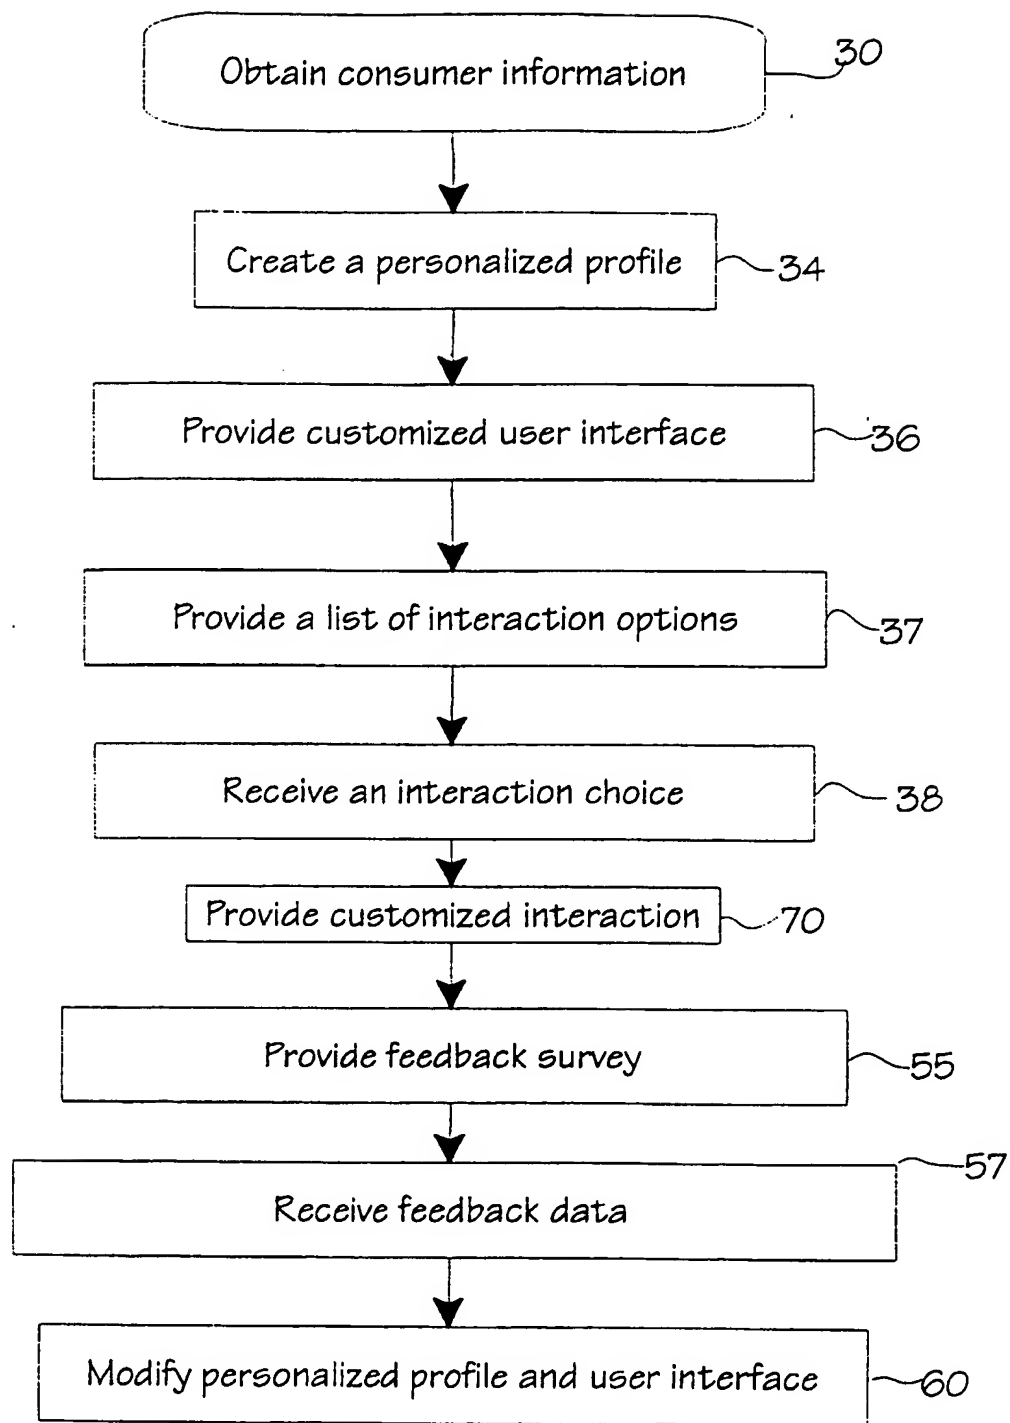 Obtain consumer information
30
Create a personalized profile
34
Provide customized user interface
36
Provide a list of interaction options
37
Receive an interaction choice
38
Provide customized interaction
70
Provide feedback survey
55
57
Receive feedback data
Modify personalized profile and user interface
60